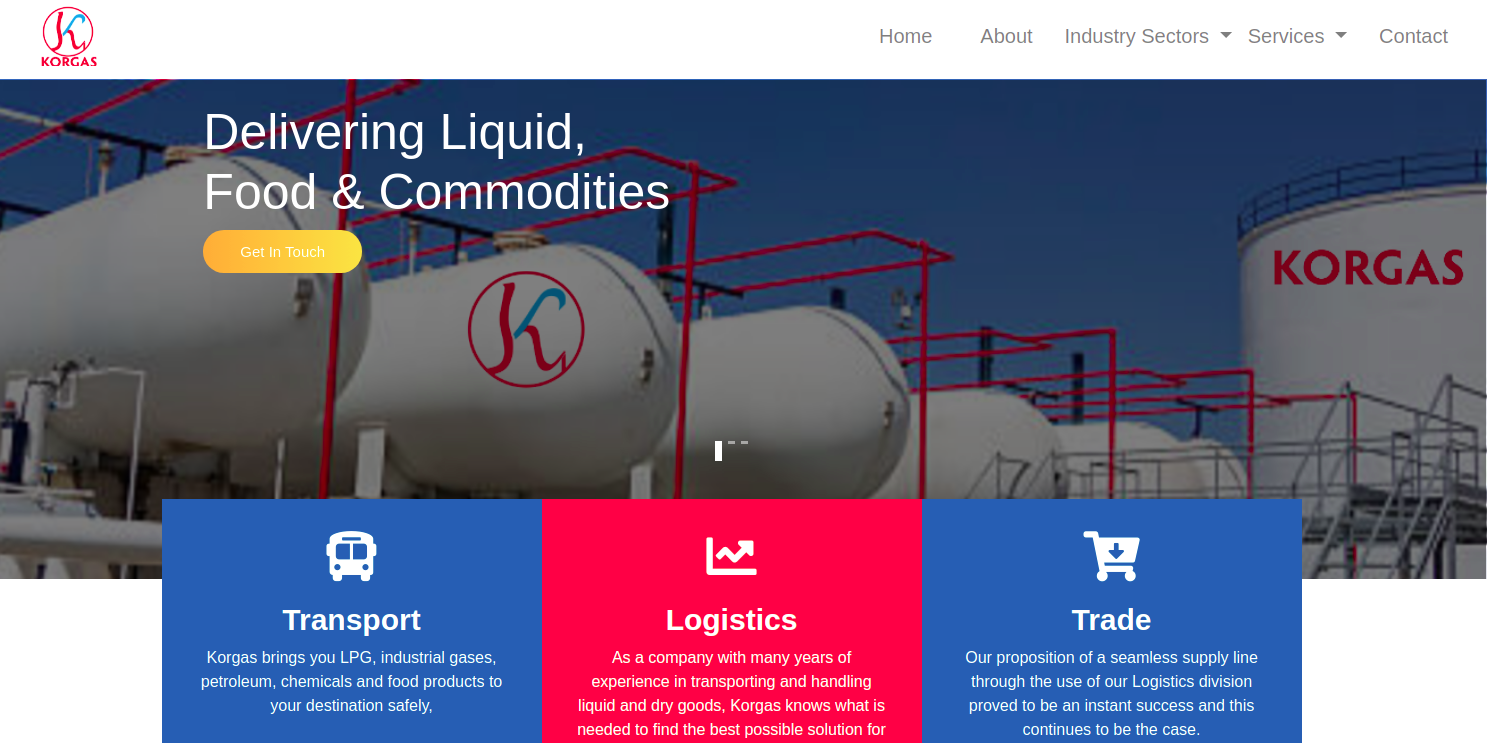 KORGAS
Home About Industry Sectors Services Contact
Delivering Liquid,
Food & Commodities
Get In Touch
KORGAS
Transport
Korgas brings you LPG, industrial gases,
petroleum, chemicals and food products to
your destination safely,
Logistics
As a company with many years of
experience in transporting and handling
liquid and dry goods, Korgas knows what is
needed to find the best possible solution for
Trade
Our proposition of a seamless supply line
through the use of our Logistics division
proved to be an instant success and this
continues to be the case.